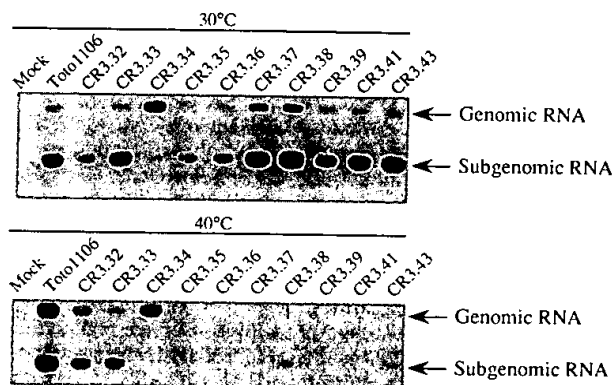 30°C
Mock Toto1106 CR3.32 CR3.33 CR3.34 CR3.35 CR3.36 CR3.37 CR3.38 CR3.39 CR3.41 CR3.43
Genomic RNA
Subgenomic RNA
40°C
Mock Toto1106 CR3.32 CR3.33 CR3.34 CR3.35 CR3.36 CR3.37 CR3.38 CR3.39 CR3.41 CR3.43
Genomic RNA
Subgenomic RNA